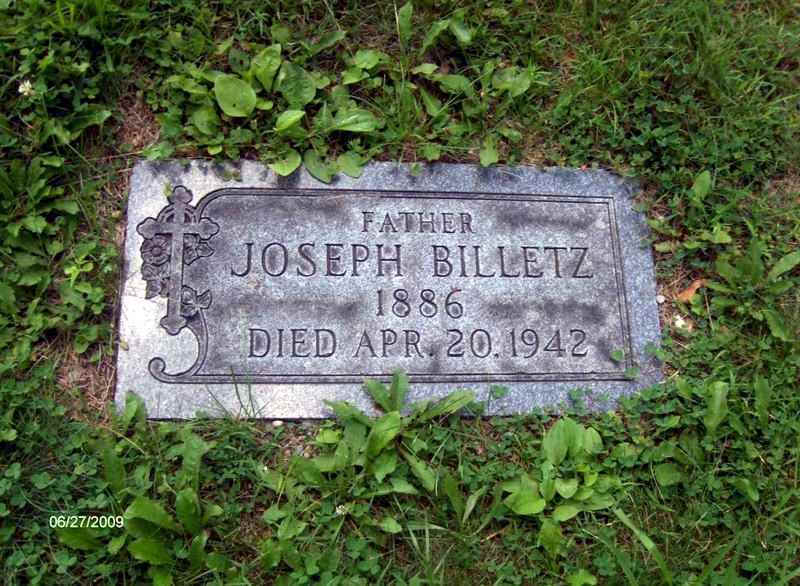 FATHER
JOSEPH BILLETZ
1886
DIED APR. 20. 1942
06/27/2009